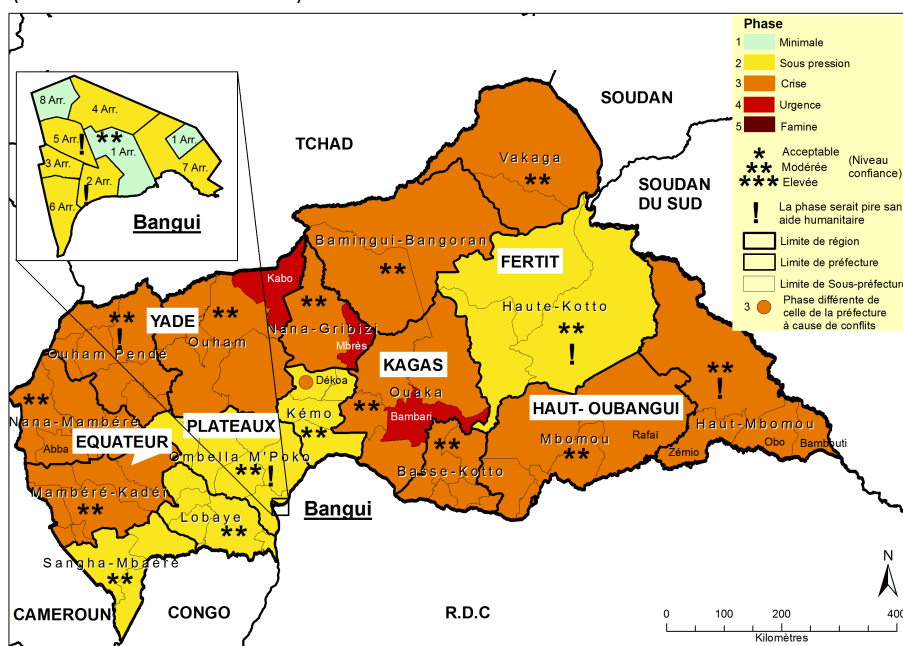 Phase
1 Minimale
2 Sous pression
3 Crise
4 Urgence
5 Famine
* Acceptable
** Modérée
*** Elevée
(Niveau
confiance)
! La phase serait pire san
aide humanitaire
Limite de région
Limite de préfecture
Limite de Sous-préfecture
3 Phase différente de
celle de la préfecture
à cause de conflits
8 Arr.
4 Arr.
5 Arr.
!
**
1 Arr.
1 Arr.
3 Arr.
2 Arr.
!
7 Arr.
6 Arr.
Bangui
SOUDAN
TCHAD
SOUDAN
DU SUD
Vakaga
**
Bamingui-Bangoran
**
FERTIT
Haute-Kotto
**
!
Kabo
**
Nana-Gribizi
Mbrès
YADE
**
!
Ouham Pendé
**
Ouham
KAGAS
Ouaka
**
Bambari
Dékoa
Kémo
**
**
Nana-Mambéré
Abba
EQUATEUR
PLATEAUX
Ombella M'Poko
**
!
HAUT- OUBANGUI
Mbomou
**
Rafaï
**
!
Haut-Mbomou
Zémio
Obo
Bambouti
**
Basse-Kotto
Mambéré-Kadéï
**
Lobaye
**
Bangui
Sangha-Mbaéré
**
CAMEROUN
CONGO
R.D.C
N
0 100 200 400
Kilomètres